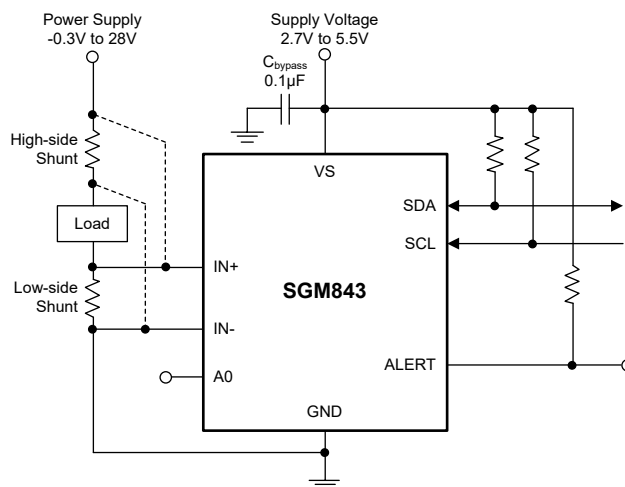 Power Supply
-0.3V to 28V
Supply Voltage
2.7V to 5.5V
Cbypass
0.1µF
High-side
Shunt
VS
SDA
Load
SCL
IN+
SGM843
Low-side
Shunt
IN-
ALERT
A0
GND